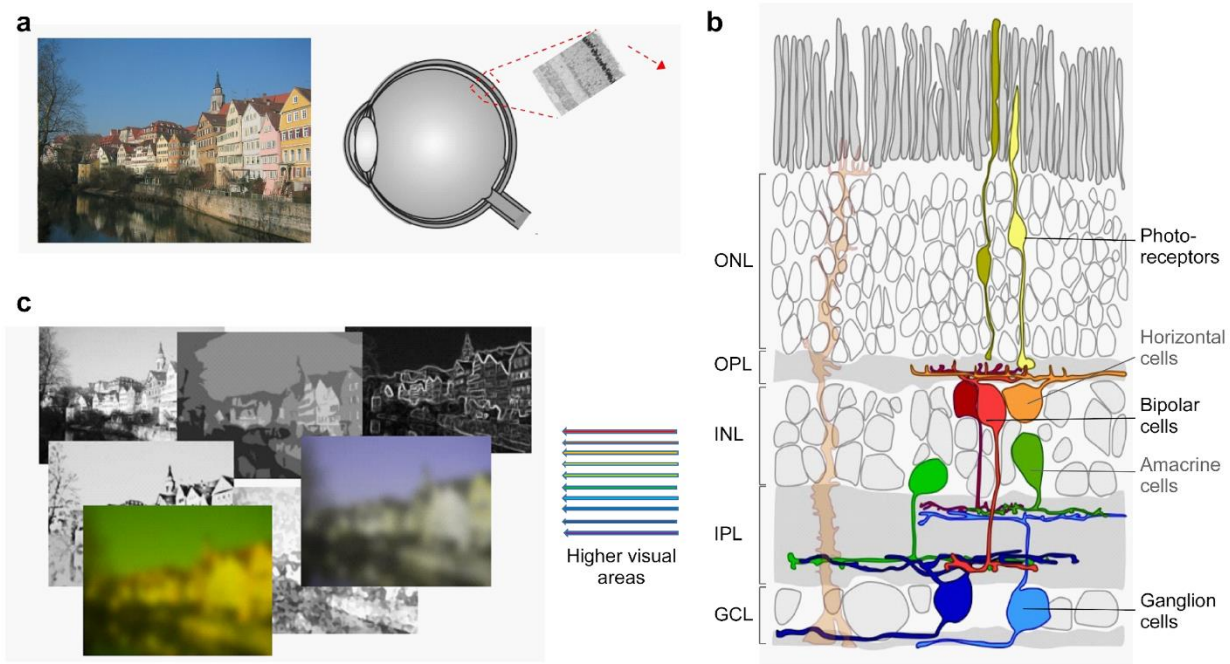 a
b
ONL
OPL
INL
IPL
GCL
Photo-
receptors
Horizontal
cells
Bipolar
cells
Amacrine
cells
Ganglion
cells
c
Higher visual
areas